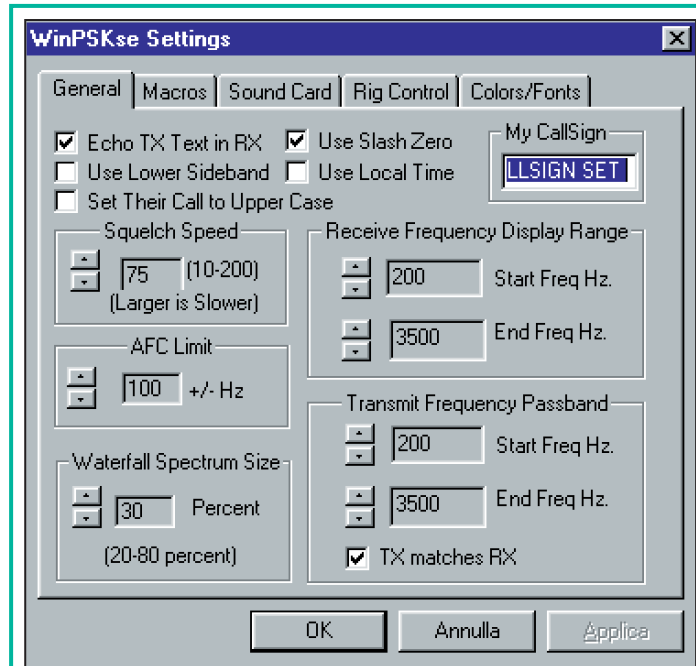 WinPSKse Settings
General Macros Sound Card Rig Control Colors/Fonts
Echo TX Text in RX
Use Slash Zero
Use Lower Sideband
Use Local Time
Set Their Call to Upper Case
My CallSign
LLSIGN SET
Squelch Speed
75 (10-200)
(Larger is Slower)
AFC Limit
100 +/- Hz
Waterfall Spectrum Size
30 Percent
(20-80 percent)
Receive Frequency Display Range
200 Start Freq Hz.
3500 End Freq Hz.
Transmit Frequency Passband
200 Start Freq Hz.
3500 End Freq Hz.
TX matches RX
OK Annulla Applica